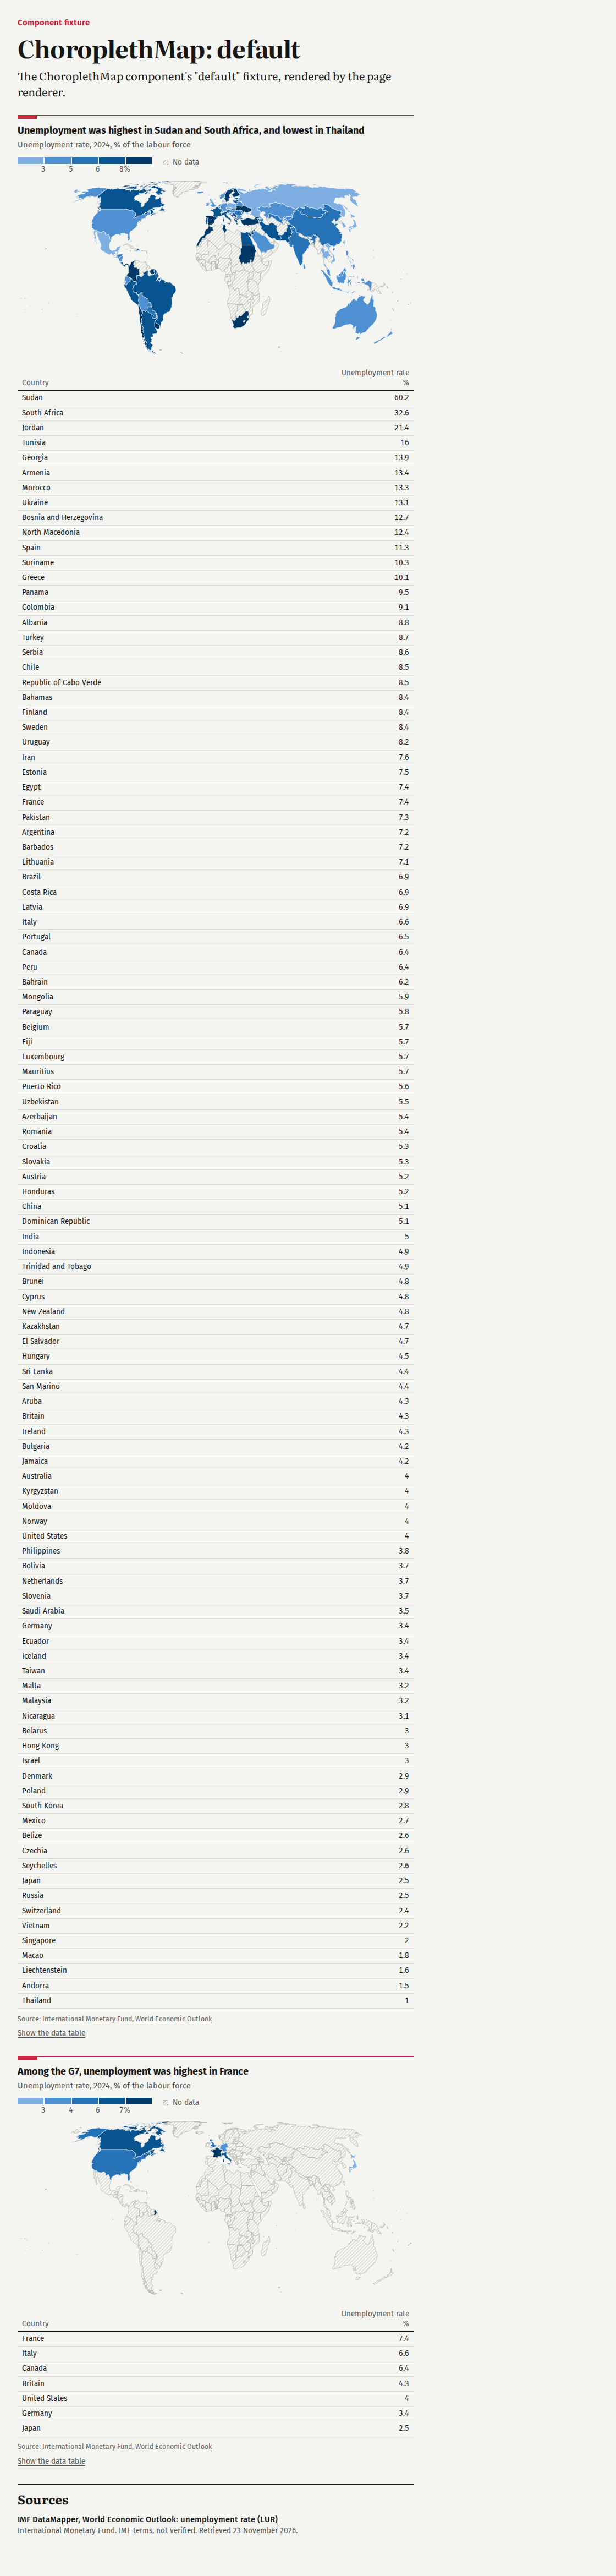 Component fixture
ChoroplethMap: default
The ChoroplethMap component's "default" fixture, rendered by the page
renderer.
Unemployment was highest in Sudan and South Africa, and lowest in Thailand
Unemployment rate, 2024, % of the labour force
No data
3 5 6 8%
Unemployment rate
Country %
Sudan 60.2
South Africa 32.6
Jordan 21.4
Tunisia 16
Georgia 13.9
Armenia 13.4
Morocco 13.3
Ukraine 13.1
Bosnia and Herzegovina 12.7
North Macedonia 12.4
Spain 11.3
Suriname 10.3
Greece 10.1
Panama 9.5
Colombia 9.1
Albania 8.8
Turkey 8.7
Serbia 8.6
Chile 8.5
Republic of Cabo Verde 8.5
Bahamas 8.4
Finland 8.4
Sweden 8.4
Uruguay 8.2
Iran 7.6
Estonia 7.5
Egypt 7.4
France 7.4
Pakistan 7.3
Argentina 7.2
Barbados 7.2
Lithuania 7.1
Brazil 6.9
Costa Rica 6.9
Latvia 6.9
Italy 6.6
Portugal 6.5
Canada 6.4
Peru 6.4
Bahrain 6.2
Mongolia 5.9
Paraguay 5.8
Belgium 5.7
Fiji 5.7
Luxembourg 5.7
Mauritius 5.7
Puerto Rico 5.6
Uzbekistan 5.5
Azerbaijan 5.4
Romania 5.4
Croatia 5.3
Slovakia 5.3
Austria 5.2
Honduras 5.2
China 5.1
Dominican Republic 5.1
India 5
Indonesia 4.9
Trinidad and Tobago 4.9
Brunei 4.8
Cyprus 4.8
New Zealand 4.8
Kazakhstan 4.7
El Salvador 4.7
Hungary 4.5
Sri Lanka 4.4
San Marino 4.4
Aruba 4.3
Britain 4.3
Ireland 4.3
Bulgaria 4.2
Jamaica 4.2
Australia 4
Kyrgyzstan 4
Moldova 4
Norway 4
United States 4
Philippines 3.8
Bolivia 3.7
Netherlands 3.7
Slovenia 3.7
Saudi Arabia 3.5
Germany 3.4
Ecuador 3.4
Iceland 3.4
Taiwan 3.4
Malta 3.2
Malaysia 3.2
Nicaragua 3.1
Belarus 3
Hong Kong 3
Israel 3
Denmark 2.9
Poland 2.9
South Korea 2.8
Mexico 2.7
Belize 2.6
Czechia 2.6
Seychelles 2.6
Japan 2.5
Russia 2.5
Switzerland 2.4
Vietnam 2.2
Singapore 2
Macao 1.8
Liechtenstein 1.6
Andorra 1.5
Thailand 1
Source: International Monetary Fund, World Economic Outlook
Show the data table
Among the G7, unemployment was highest in France
Unemployment rate, 2024, % of the labour force
No data
3 4 6 7%
Unemployment rate
Country %
France 7.4
Italy 6.6
Canada 6.4
Britain 4.3
United States 4
Germany 3.4
Japan 2.5
Source: International Monetary Fund, World Economic Outlook
Show the data table
Sources
IMF DataMapper, World Economic Outlook: unemployment rate (LUR)
International Monetary Fund. IMF terms, not verified. Retrieved 23 November 2026.